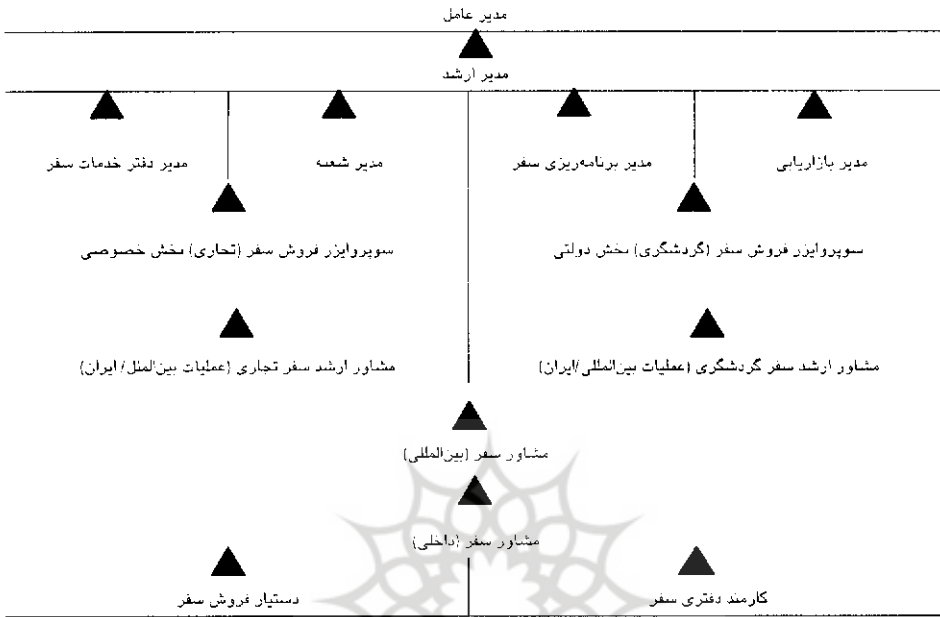 مدیر عامل
مدیر ارشد
مدیر بازاریابی
مدیر برنامه‌ریزی سفر
مدیر شعبه
مدیر دفتر خدمات سفر
سوپروایزر فروش سفر (گردشگری) بخش دولتی
سوپروایزر فروش سفر (تجاری) بخش خصوصی
مشاور ارشد سفر گردشگری (عملیات بین‌المللی/ایران)
مشاور ارشد سفر تجاری (عملیات بین‌الملل/ ایران)
مشاور سفر (بین‌المللی)
مشاور سفر (داخلی)
کارمند دفتری سفر
دستیار فروش سفر